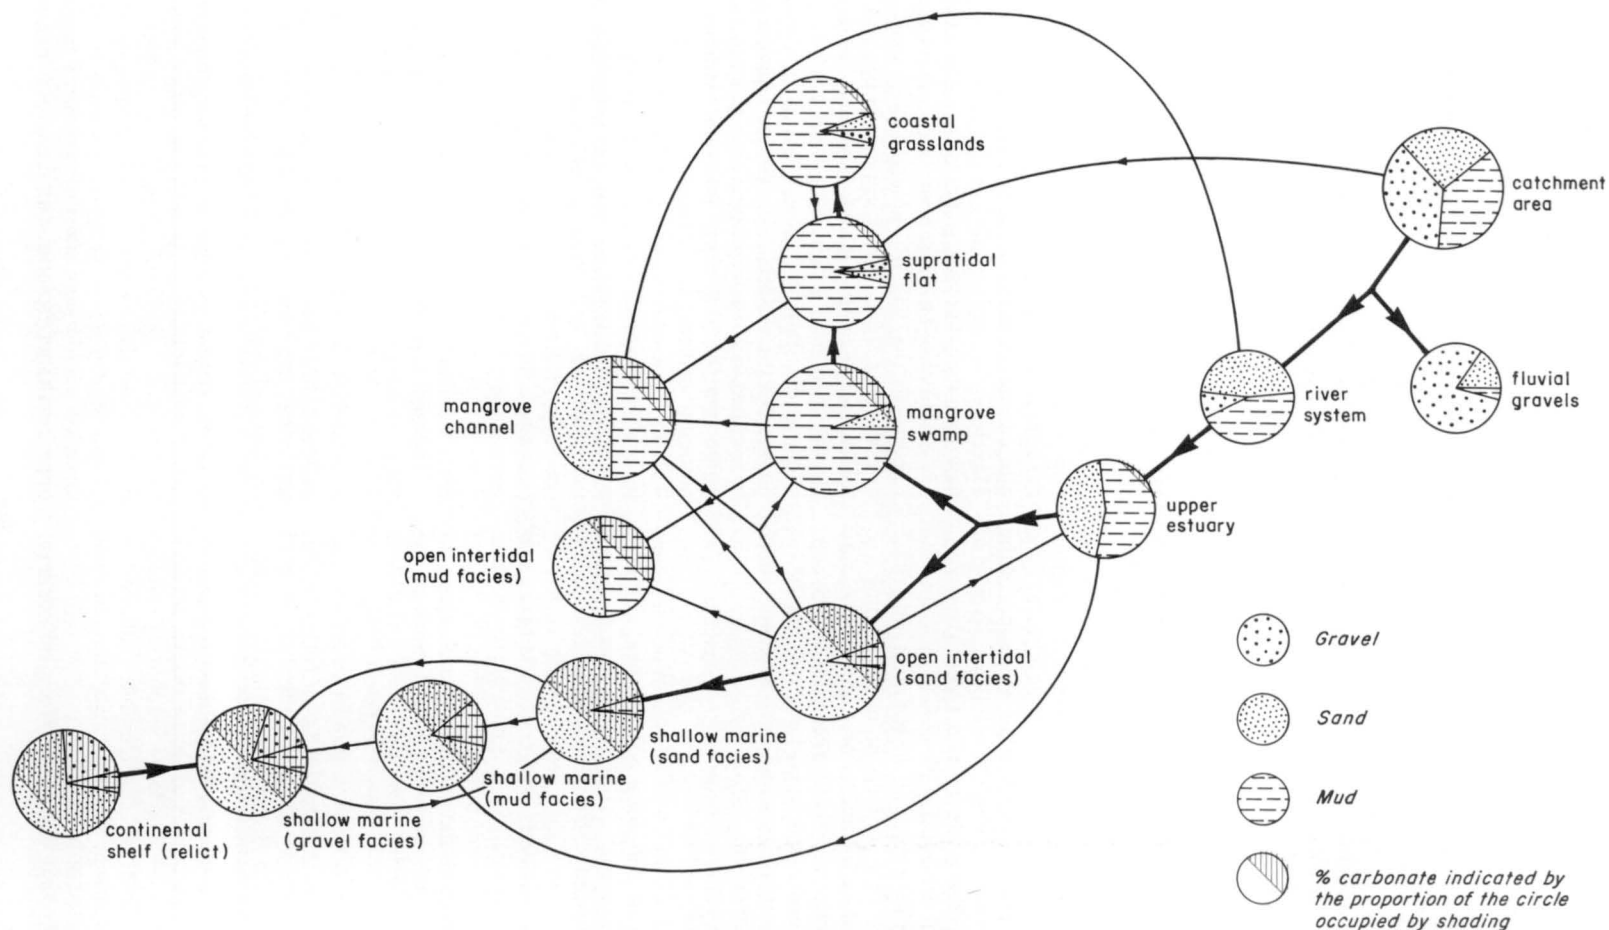 coastal
grasslands
catchment
area
supratidal
flat
fluvial
gravels
river
system
mangrove
channel
mangrove
swamp
upper
estuary
open intertidal
(mud facies)
open intertidal
(sand facies)
shallow marine
(sand facies)
shallow marine
(mud facies)
shallow marine
(gravel facies)
continental
shelf (relict)
Gravel
Sand
Mud
% carbonate indicated by
the proportion of the circle
occupied by shading